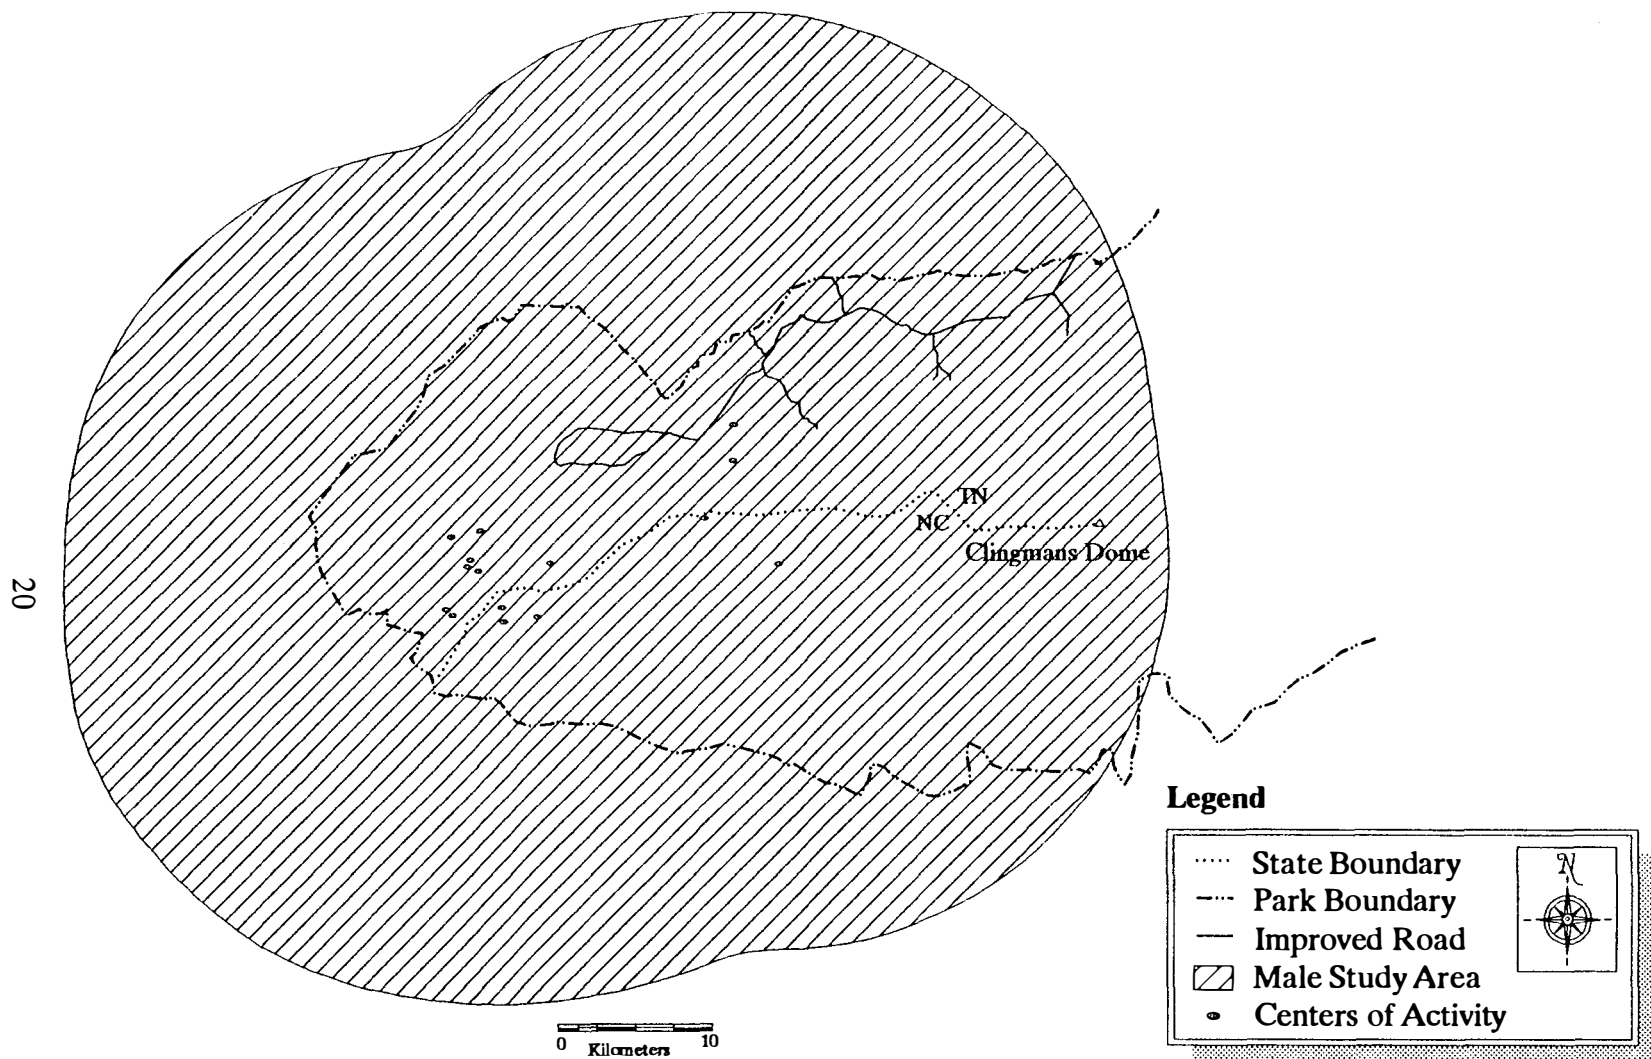 TN
NC
Clingmans Dome
20
Legend
State Boundary
Park Boundary
Improved Road
Male Study Area
Centers of Activity
N
0 Kilometers 10